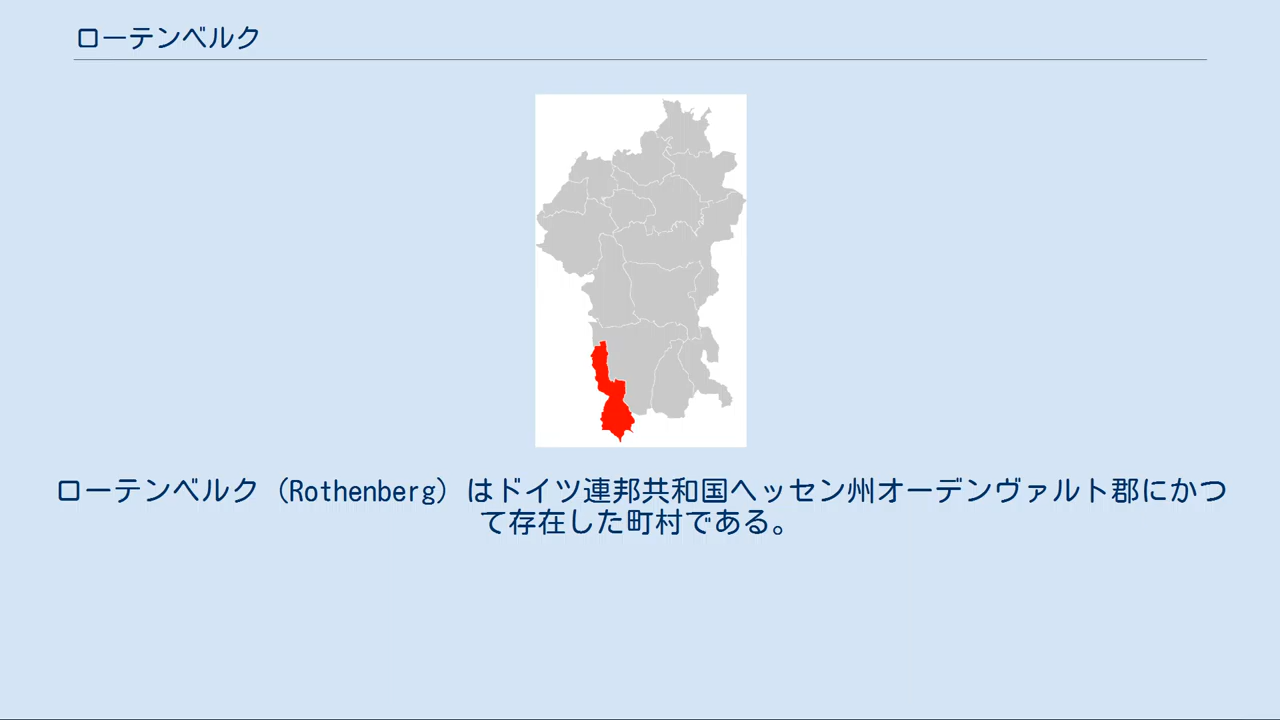 ローテンベルク
ローテンベルク（Rothenberg）はドイツ連邦共和国ヘッセン州オーデンヴァルト郡にかつ
て存在した町村である。